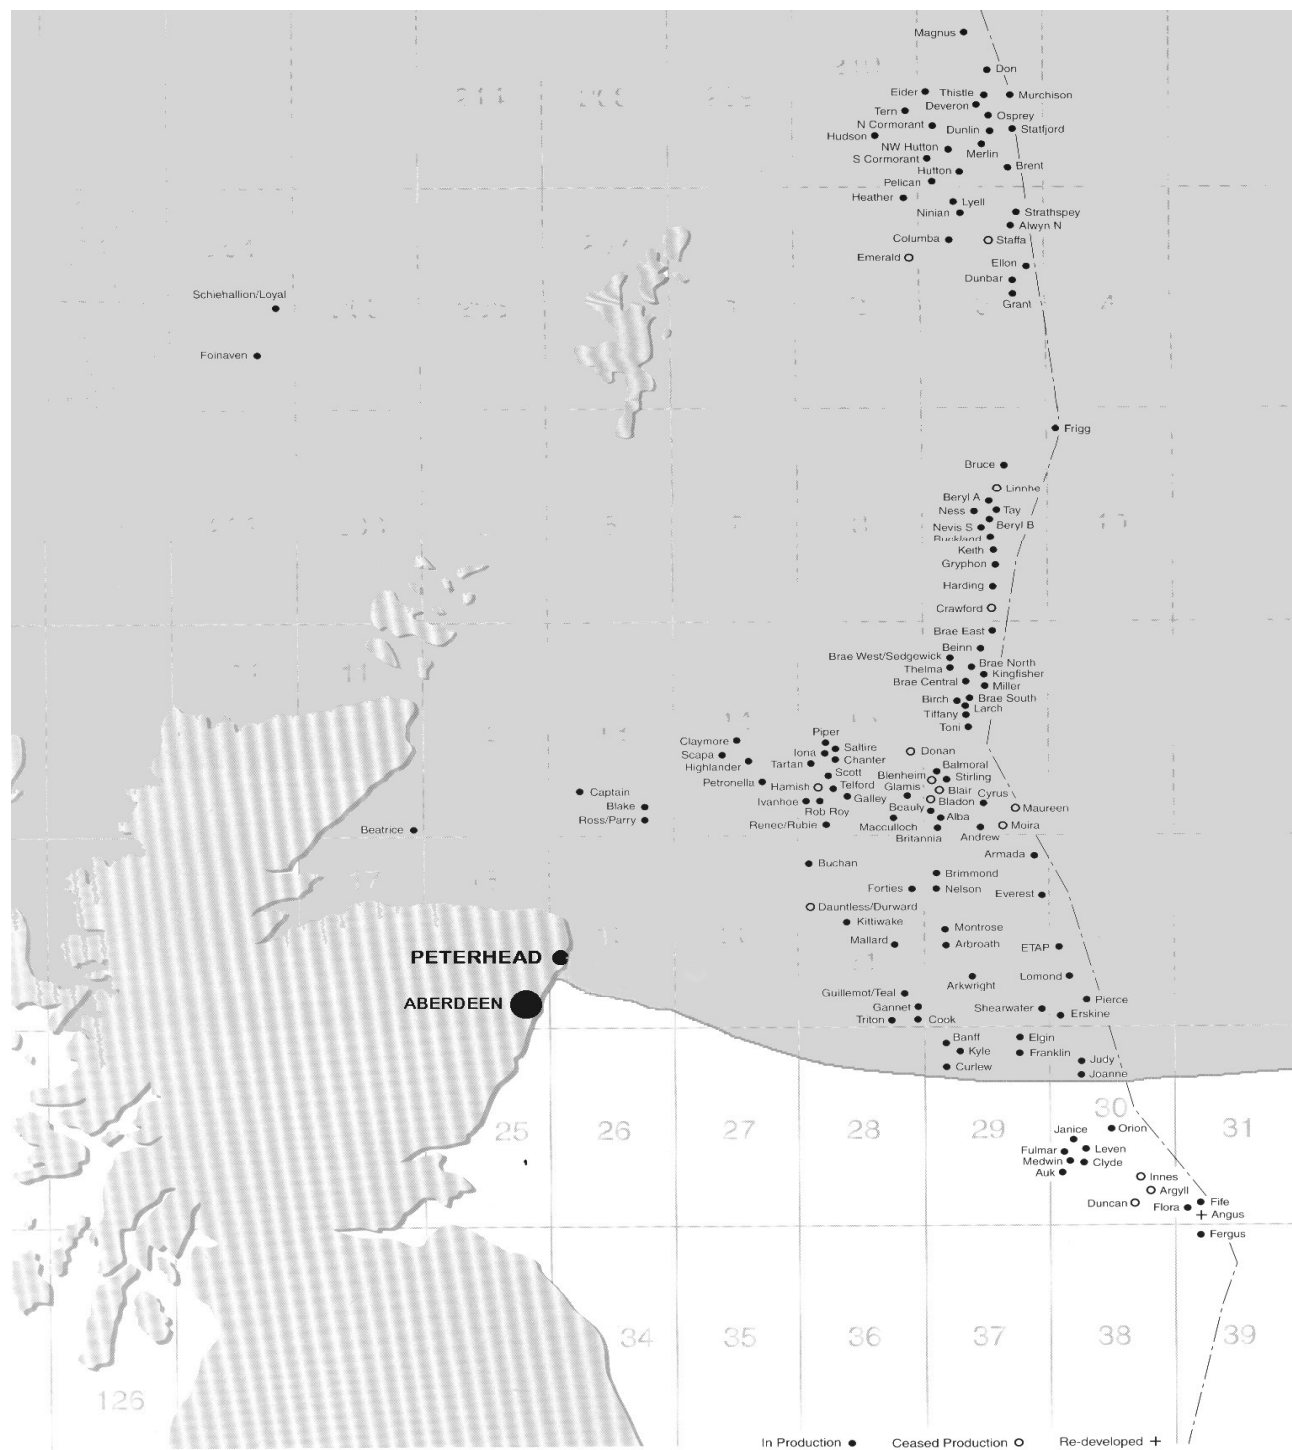 Magnus
Don
Eider
Thistle
Murchison
Deveron
Tern
Osprey
N Cormorant
Dunlin
Statfjord
Hudson
NW Hutton
Merlin
S Cormorant
Brent
Hutton
Pelican
Heather
Lyell
Ninian
Strathspey
Alwyn N
Columba
Staffa
Emerald
Ellon
Dunbar
Grant
Schiehallion/Loyal
Foinaven
Frigg
Bruce
Linnhe
Beryl A
Ness
Tay
Nevis S
Beryl B
Buckland
Keith
Gryphon
Harding
Crawford
Brae East
Beinn
Brae West/Sedgewick
Brae North
Thelma
Kingfisher
Brae Central
Miller
Birch
Brae South
Larch
Tiffany
Toni
Piper
Claymore
Saltire
Iona
Donan
Scapa
Chanter
Highlander
Tartan
Balmoral
Scott
Blenheim
Stirling
Petronella
Hamish
Telford
Glamis
Blair
Captain
Ivanhoe
Galley
Cyrus
Bladon
Blake
Rob Roy
Beauly
Maureen
Ross/Parry
Renee/Rubie
Macculloch
Alba
Moira
Beatrice
Britannia
Andrew
Armada
Buchan
Brimmond
Forties
Nelson
Everest
Dauntless/Durward
Kittiwake
Montrose
Mallard
Arbroath
ETAP
PETERHEAD
Arkwright
Lomond
Guillemot/Teal
ABERDEEN
Gannet
Shearwater
Pierce
Triton
Cook
Erskine
Banff
Elgin
Kyle
Franklin
Curlew
Judy
Joanne
30
25
26
27
28
29
31
Janice
Orion
Fulmar
Leven
Medwin
Clyde
Auk
Innes
Argyll
Duncan
Flora
Fife
Angus
Fergus
34
35
36
37
38
39
126
In Production
Ceased Production
Re-developed